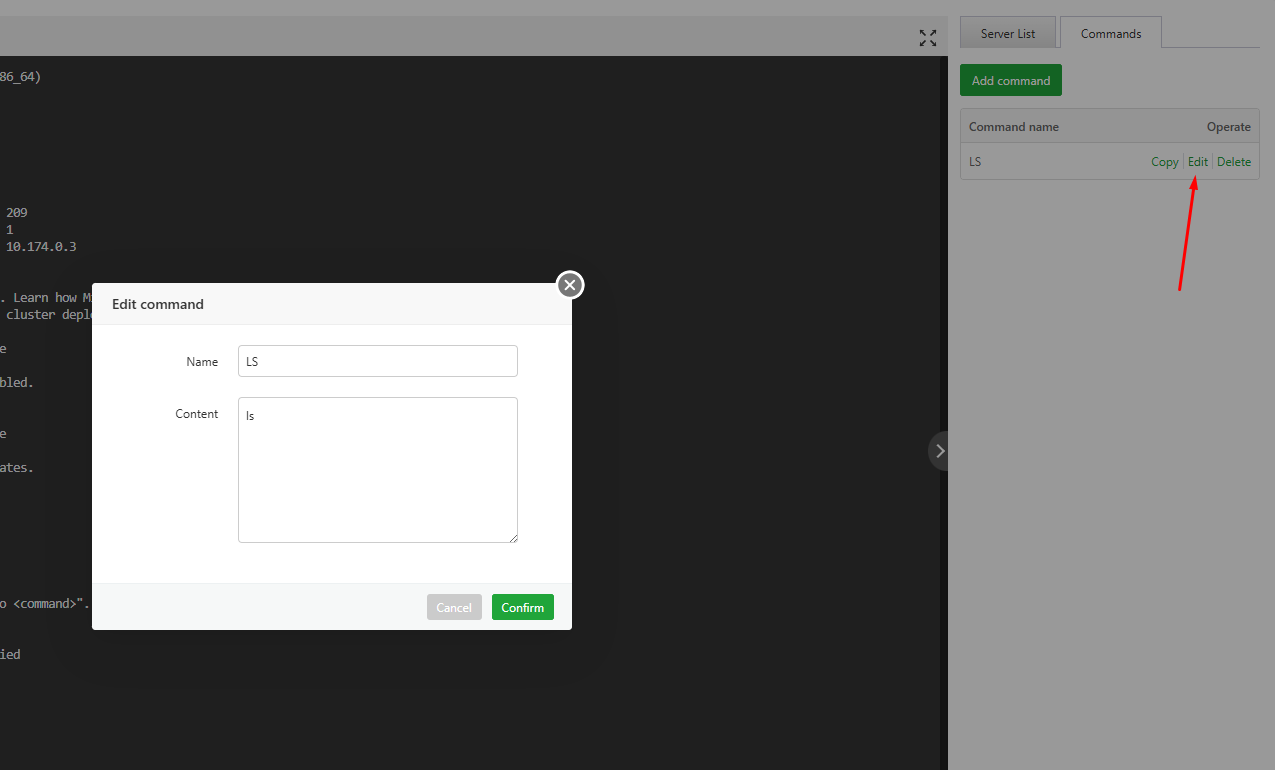 Server List
Commands
Add command
Command name Operate
LS Copy Edit Delete
86_64)
209
1
10.174.0.3
. Learn how M
cluster depl
e
bled.
e
ates.
o <command>".
ied
Edit command
Name LS
Content ls
Cancel Confirm